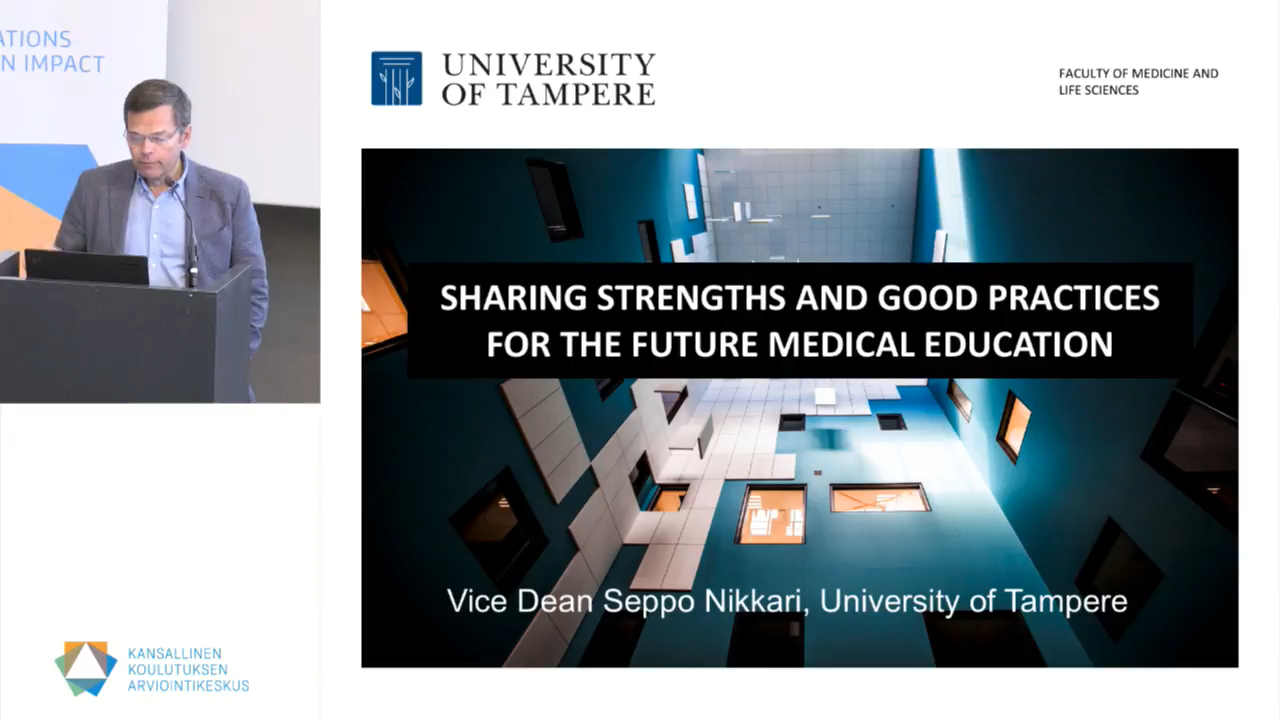 ATIONS
N IMPACT
UNIVERSITY
OF TAMPERE
FACULTY OF MEDICINE AND
LIFE SCIENCES
SHARING STRENGTHS AND GOOD PRACTICES
FOR THE FUTURE MEDICAL EDUCATION
Vice Dean Seppo Nikkari, University of Tampere
KANSALLINEN
KOULUTUKSEN
ARVIOINTIKESKUS